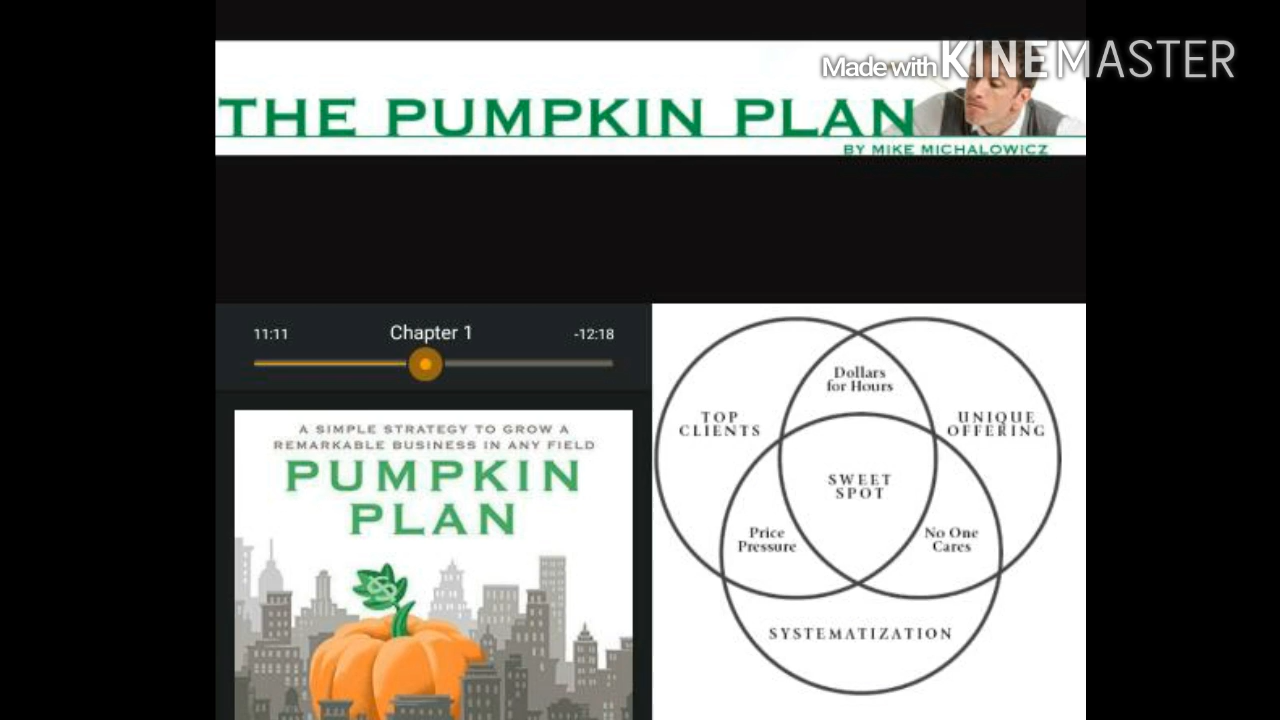 Made with KINEMASTER
THE PUMPKIN PLAN
BY MIKE MICHALOWICZ
11:11 Chapter 1 -12:18
A SIMPLE STRATEGY TO GROW A
REMARKABLE BUSINESS IN ANY FIELD
PUMPKIN
PLAN
Dollars
for Hours
TOP
CLIENTS
UNIQUE
OFFERING
SWEET
SPOT
Price
Pressure
No One
Cares
SYSTEMATIZATION